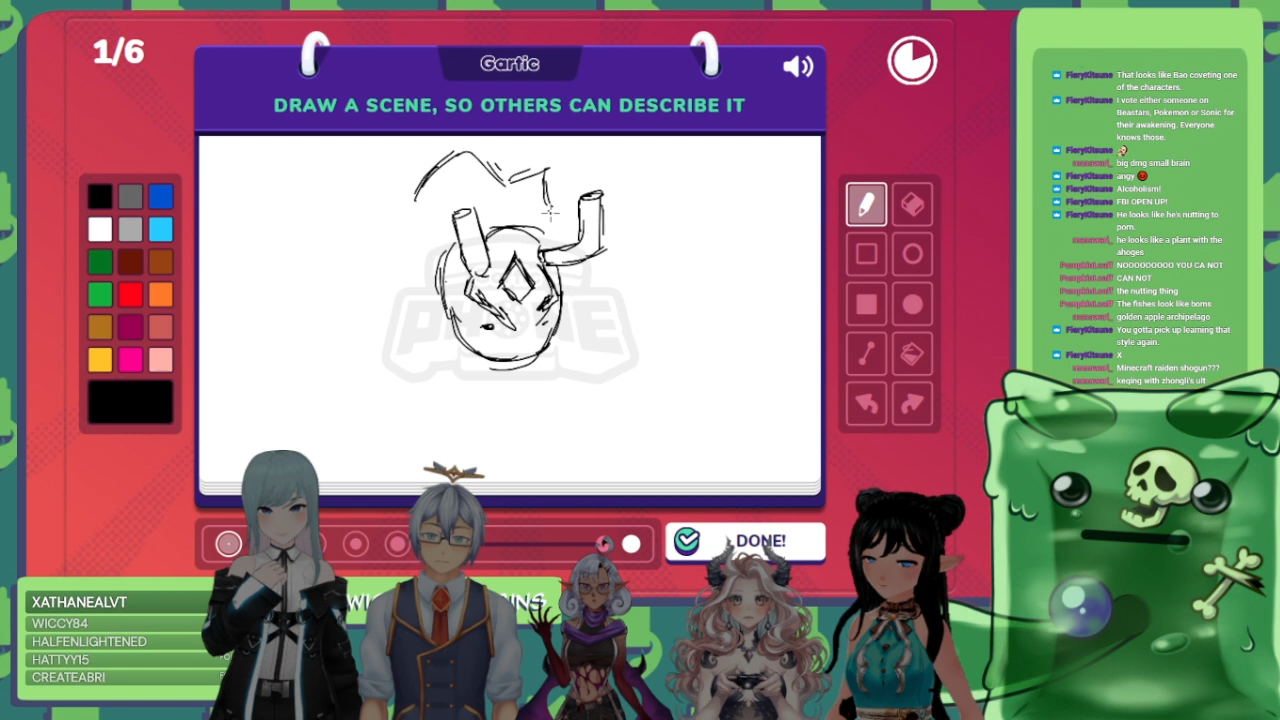 1/6
Gartic
DRAW A SCENE, SO OTHERS CAN DESCRIBE IT
PHONE
DONE!
XATHANEALVT
WICCY84
HALFENLIGHTENED
HATTYY15
CREATEABRI
FieryKitsune That looks like Bao coveting one
of the characters.
FieryKitsune I vote either someone on
Beastars, Pokemon or Sonic for
their awakening. Everyone
knows those.
FieryKitsune
big dmg small brain
FieryKitsune angy
FieryKitsune Alcoholism!
FieryKitsune FBI OPEN UP!
FieryKitsune He looks like he's nutting to
porn.
he looks like a plant with the
ahoges
NOOOOOOOO YOU CA NOT
CAN NOT
the nutting thing
The fishes look like boms
golden apple archipelago
FieryKitsune You gotta pick up learning that
style again.
FieryKitsune X
Minecraft raiden shogun???
keqing with zhongli's ult